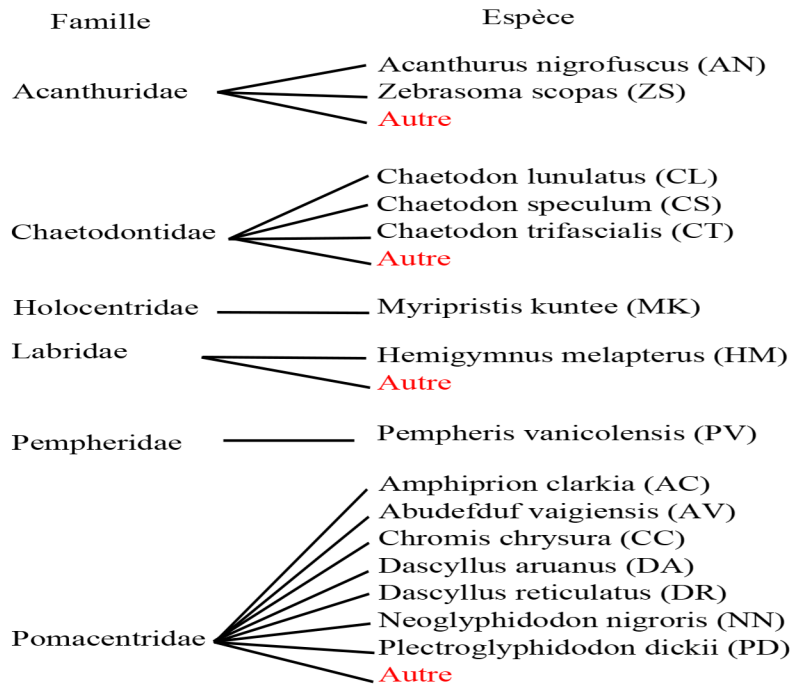 Famille
Espèce
Acanthuridae
Acanthurus nigrofuscus (AN)
Zebrasoma scopas (ZS)
Autre
Chaetodontidae
Chaetodon lunulatus (CL)
Chaetodon speculum (CS)
Chaetodon trifascialis (CT)
Autre
Holocentridae
Myripristis kuntee (MK)
Labridae
Hemigymnus melapterus (HM)
Autre
Pempheridae
Pempheris vanicolensis (PV)
Pomacentridae
Amphiprion clarkia (AC)
Abudefduf vaigiensis (AV)
Chromis chrysura (CC)
Dascyllus aruanus (DA)
Dascyllus reticulatus (DR)
Neoglyphidodon nigroris (NN)
Plectroglyphidodon dickii (PD)
Autre